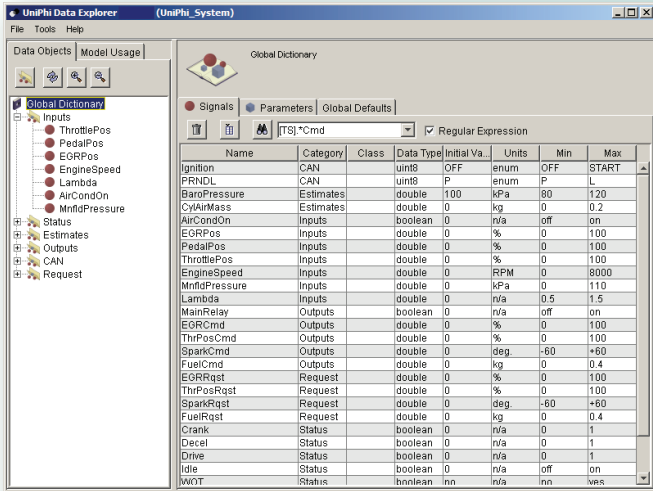 UniPhi Data Explorer (UniPhi_System)
File Tools Help
Data Objects Model Usage
Global Dictionary
Inputs
ThrottlePos
PedalPos
EGRPos
EngineSpeed
Lambda
AirCondOn
MnfldPressure
Status
Estimates
Outputs
CAN
Request
Global Dictionary
Signals Parameters Global Defaults
[TS].*Cmd Regular Expression
Name Category Class Data Type Initial Va... Units Min Max
Ignition CAN uint8 OFF enum OFF START
PRNDL CAN uint8 P enum P L
BaroPressure Estimates double 100 kPa 80 120
CylAirMass Estimates double 0 kg 0 0.2
AirCondOn Inputs boolean 0 n/a off on
EGRPos Inputs double 0 % 0 100
PedalPos Inputs double 0 % 0 100
ThrottlePos Inputs double 0 % 0 100
EngineSpeed Inputs double 0 RPM 0 8000
MnfldPressure Inputs double 0 kPa 0 110
Lambda Inputs double 0 n/a 0.5 1.5
MainRelay Outputs boolean 0 n/a off on
EGRCmd Outputs double 0 % 0 100
ThrPosCmd Outputs double 0 % 0 100
SparkCmd Outputs double 0 deg. -60 +60
FuelCmd Outputs double 0 kg 0 0.4
EGRRqst Request double 0 % 0 100
ThrPosRqst Request double 0 % 0 100
SparkRqst Request double 0 deg. -60 +60
FuelRqst Request double 0 kg 0 0.4
Crank Status boolean 0 n/a 0 1
Decel Status boolean 0 n/a 0 1
Drive Status boolean 0 n/a 0 1
Idle Status boolean 0 n/a off on
WOT Status boolean no n/a no yes